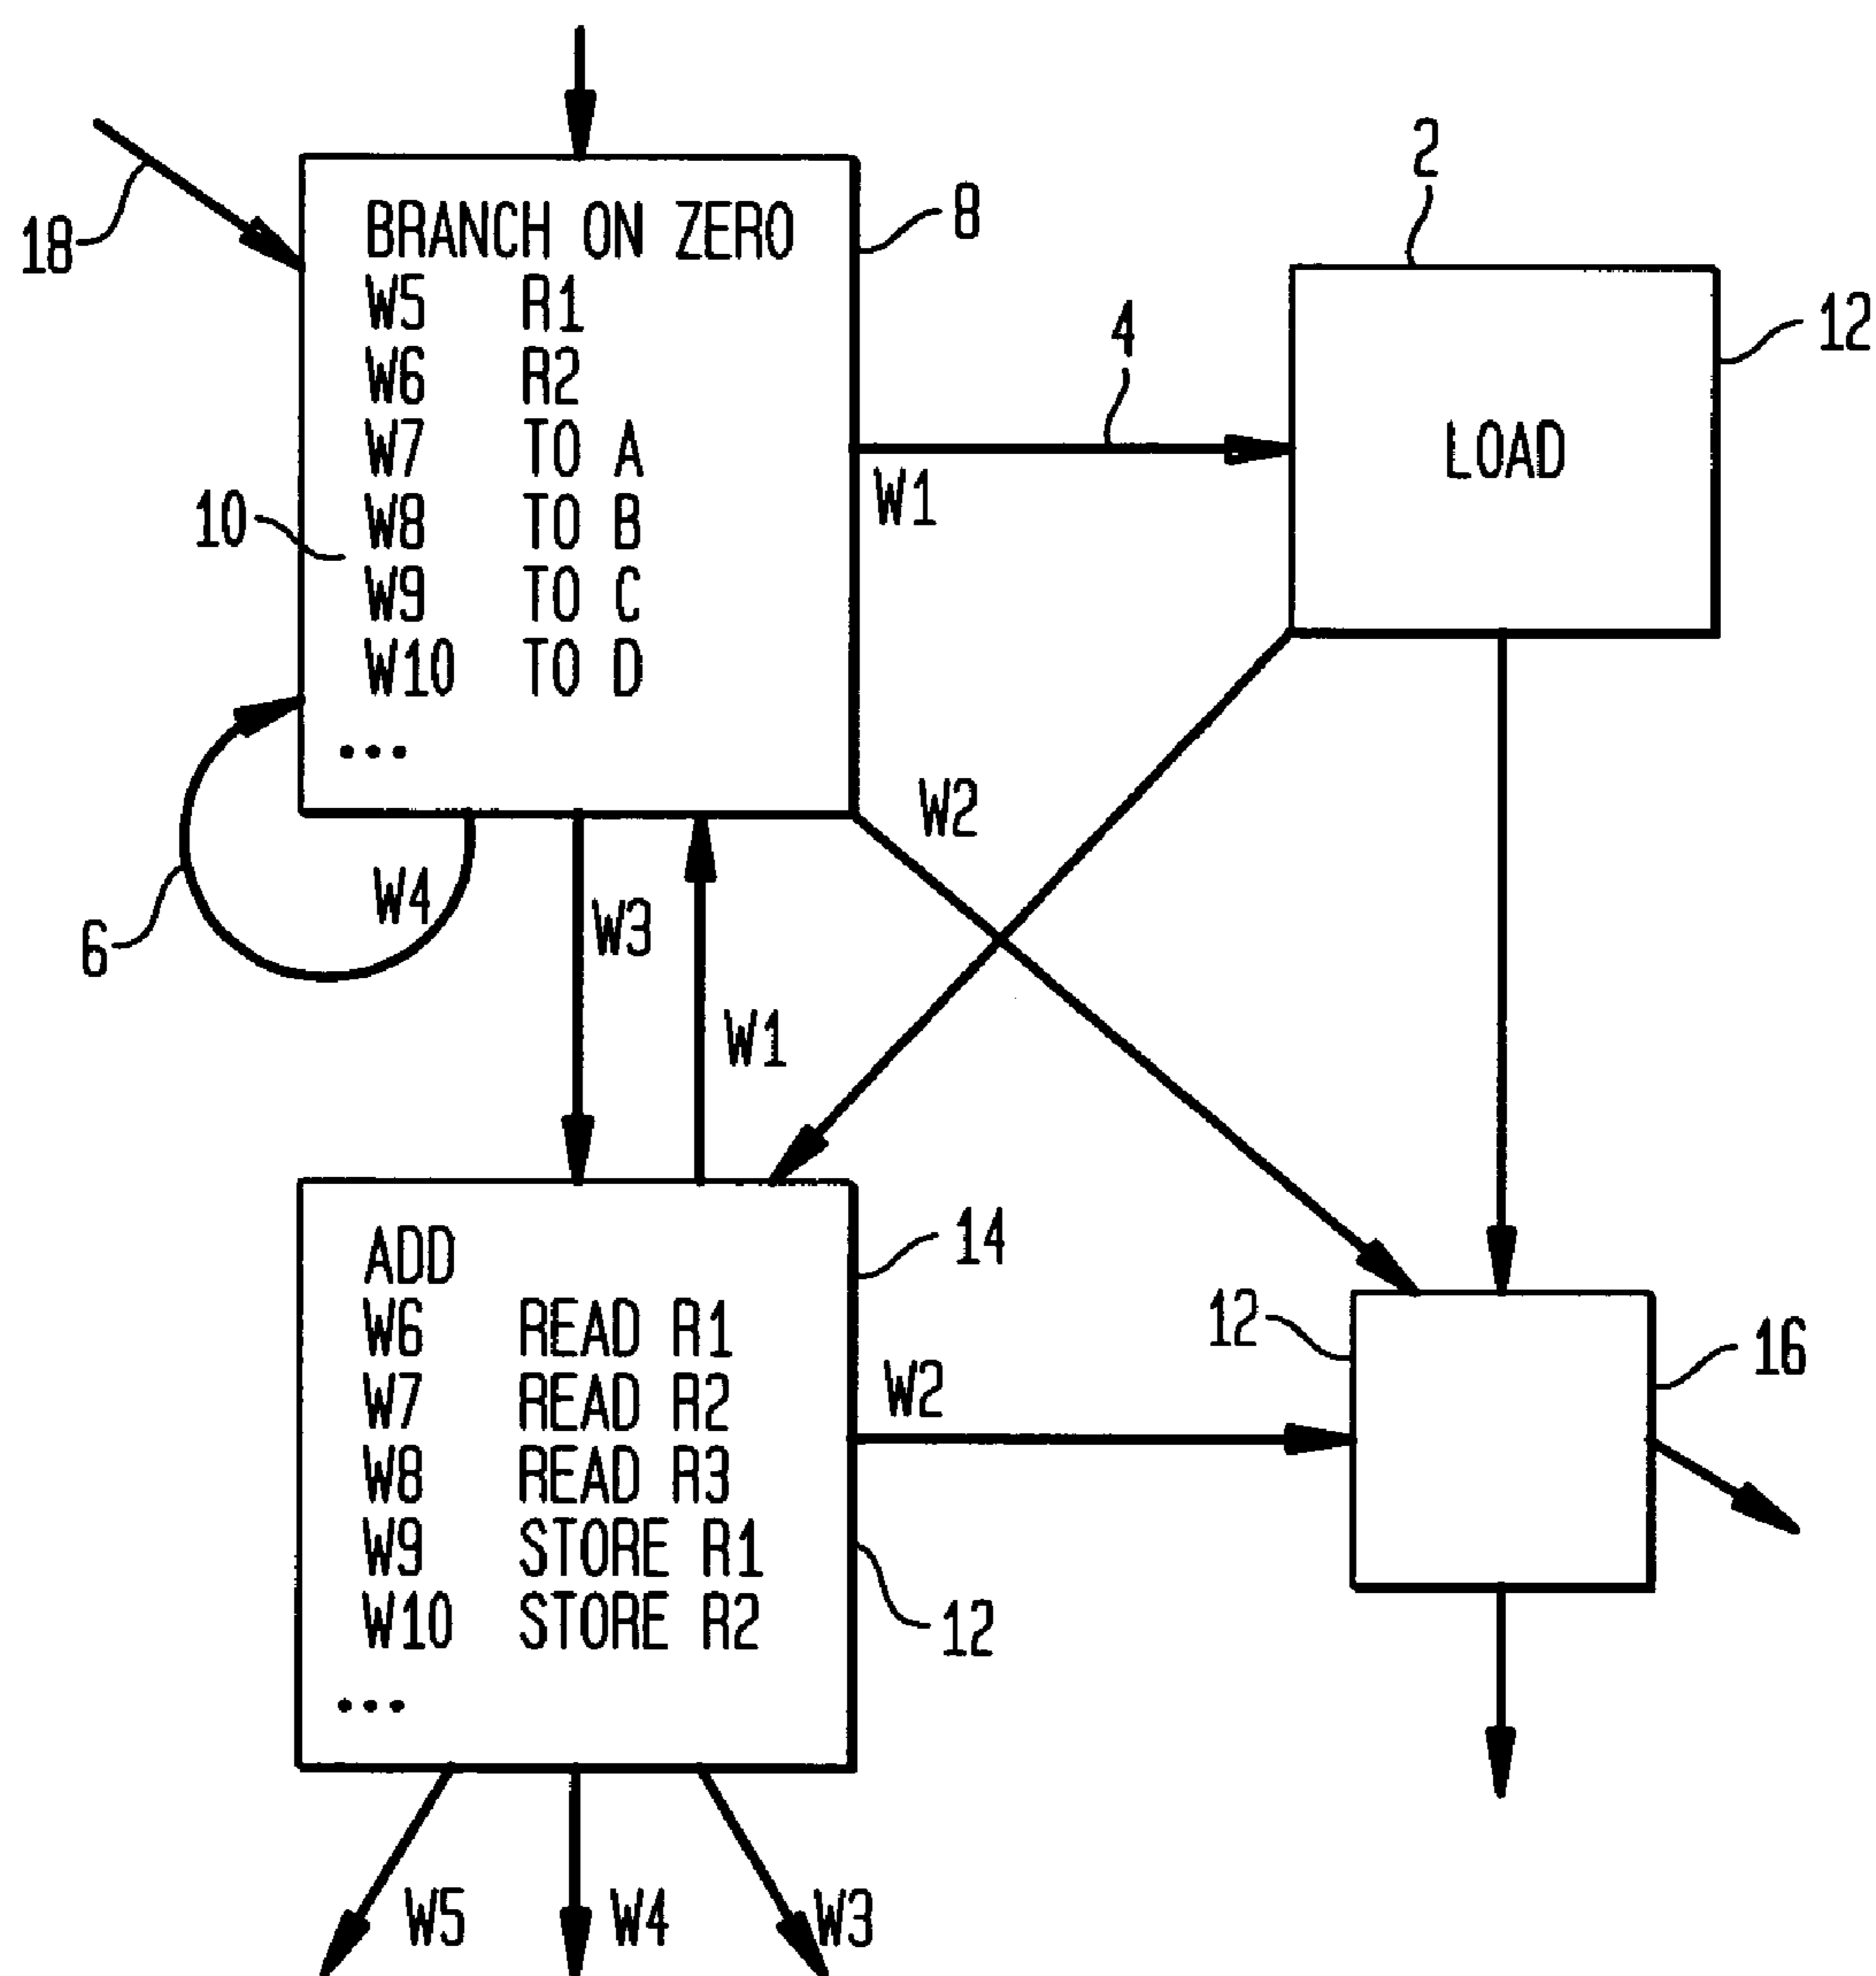 2
18
BRANCH ON ZERO
8
W5 R1
12
W6 R2
4
W7 TO A
LOAD
W1
10
W8 TO B
W9 TO C
W10 TO D
...
W2
W4
W3
6
W1
ADD
14
W6 READ R1
12
16
W7 READ R2
W2
W8 READ R3
W9 STORE R1
W10 STORE R2
12
...
W5
W4
W3